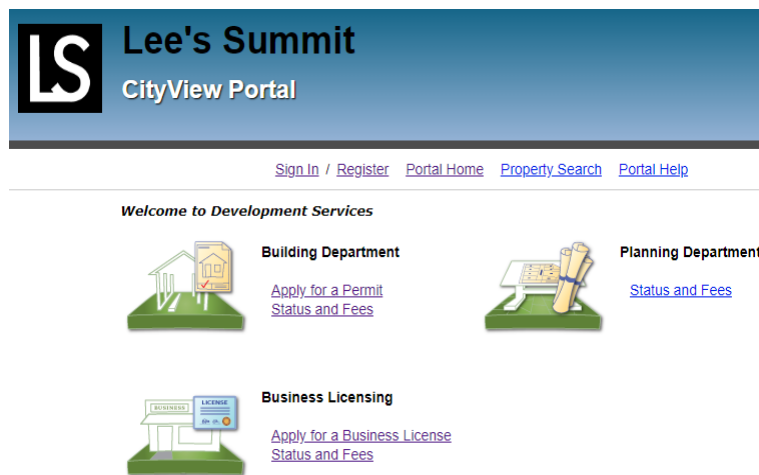 LS
Lee's Summit
CityView Portal
Sign In / Register Portal Home Property Search Portal Help
Welcome to Development Services
Building Department
Apply for a Permit
Status and Fees
Planning Department
Status and Fees
BUSINESS
LICENSE
Business Licensing
Apply for a Business License
Status and Fees